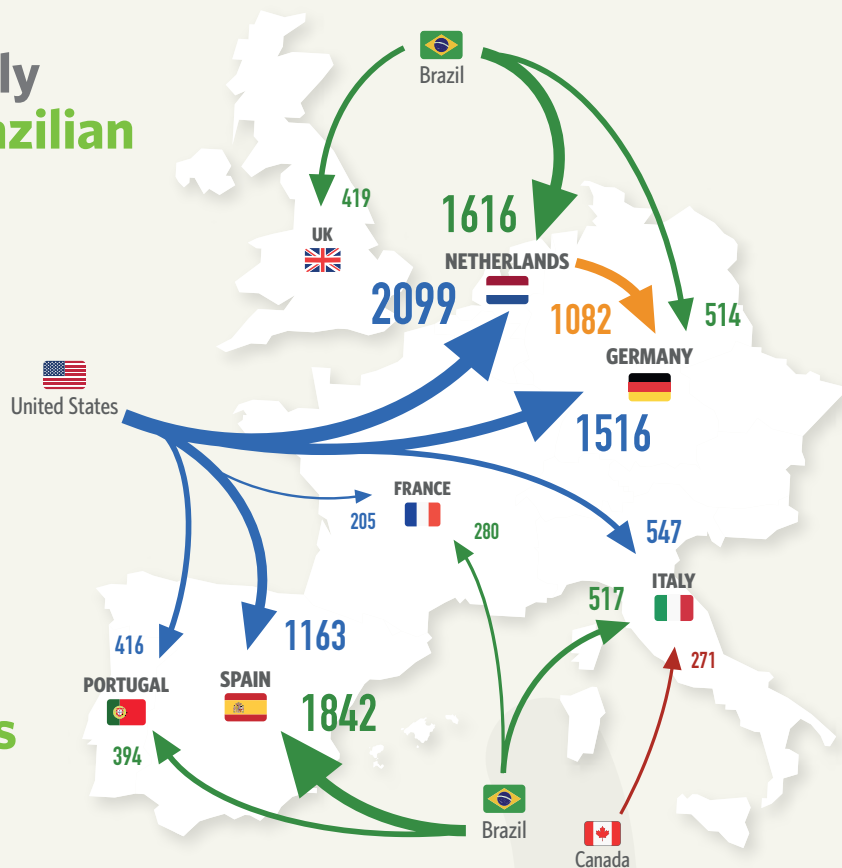 ly
azilian
Brazil
419
UK
1616
NETHERLANDS
2099
1082
514
GERMANY
United States
1516
FRANCE
205
280
547
ITALY
517
271
416
1163
PORTUGAL
SPAIN
1842
394
s
Brazil
Canada